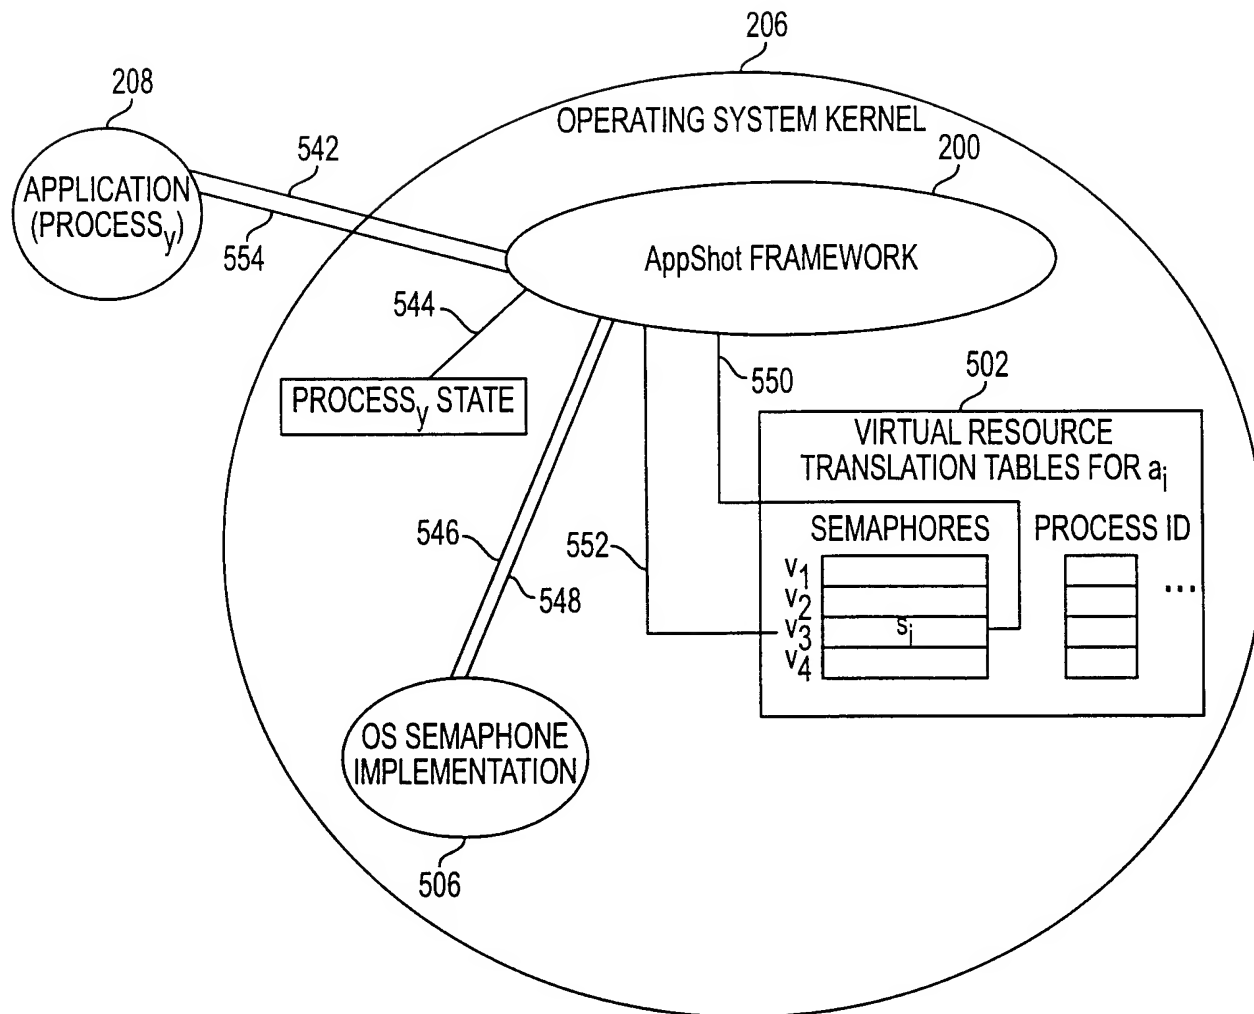 206
208
OPERATING SYSTEM KERNEL
542
200
APPLICATION
(PROCESSy)
554
AppShot FRAMEWORK
544
550
502
PROCESSy STATE
VIRTUAL RESOURCE
TRANSLATION TABLES FOR ai
546
552
SEMAPHORES
PROCESS ID
548
v1
v2
v3
v4
si
...
OS SEMAPHONE
IMPLEMENTATION
506